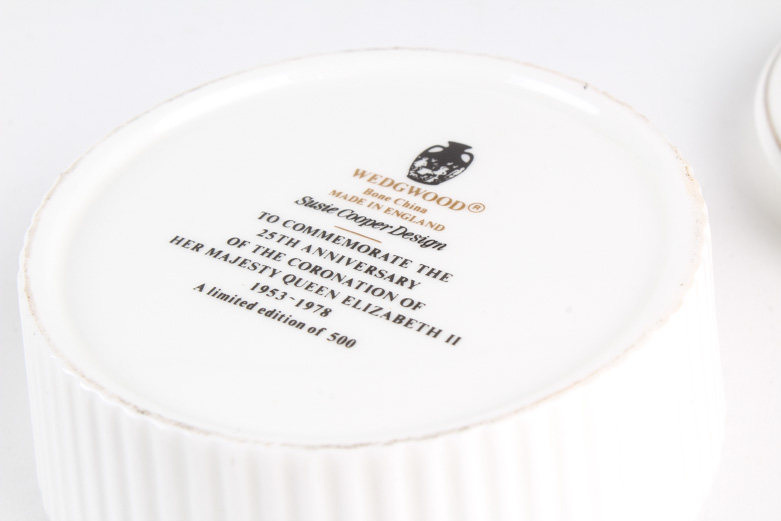 WEDGWOOD®
Bone China
MADE IN ENGLAND
Susie Cooper Design
TO COMMEMORATE THE
25TH ANNIVERSARY
OF THE CORONATION OF
HER MAJESTY QUEEN ELIZABETH II
1953-1978
A limited edition of 500